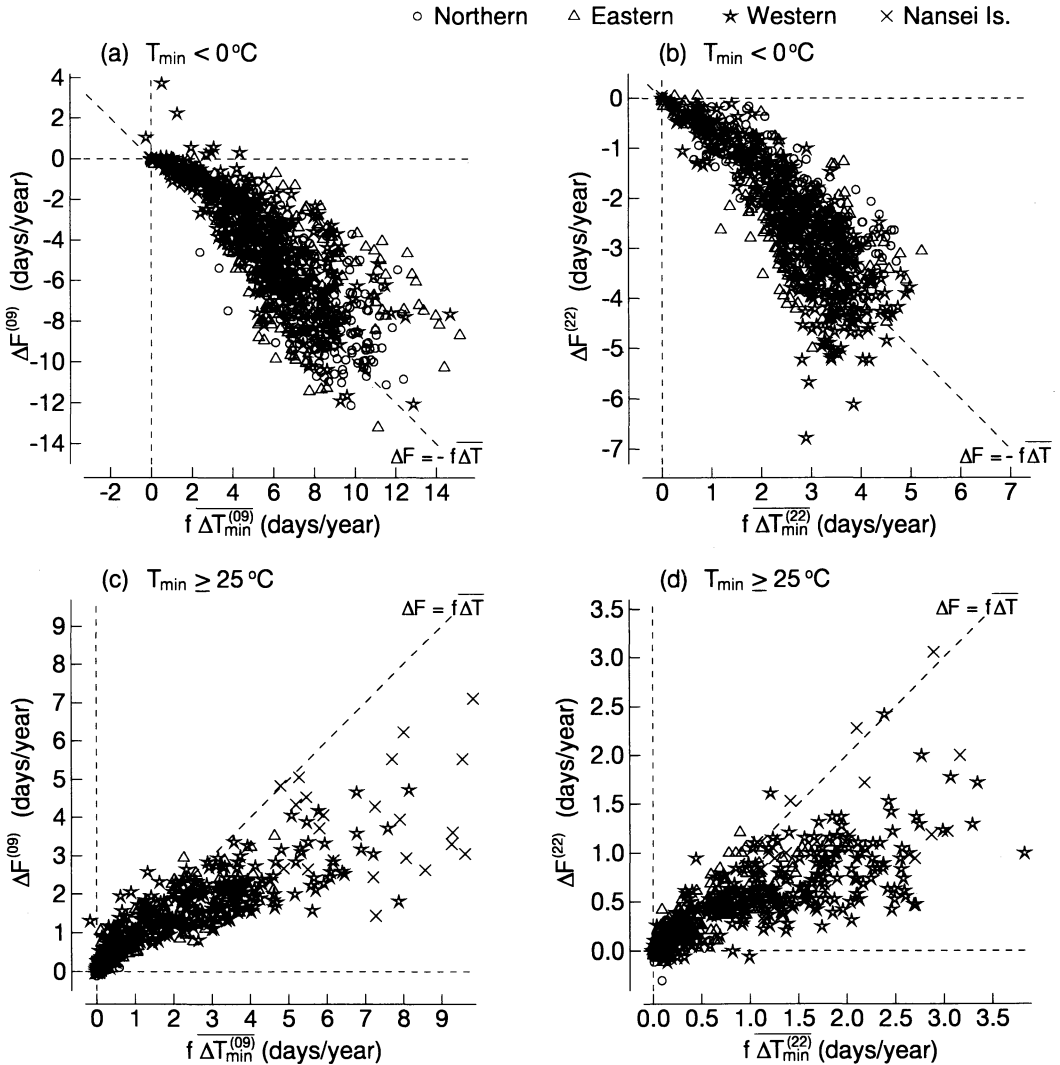 ○ Northern △ Eastern ☆ Western × Nansei Is.
(a) Tmin < 0°C
4
2
0
-2
-4
-6
-8
-10
-12
-14
ΔF(09) (days/year)
ΔF = - f ΔT
-2 0 2 4 6 8 10 12 14
f ΔTmin(09) (days/year)
(b) Tmin < 0°C
0
-1
-2
-3
-4
-5
-6
-7
ΔF(22) (days/year)
ΔF = - f ΔT
0 1 2 3 4 5 6 7
f ΔTmin(22) (days/year)
(c) Tmin ≥ 25°C
ΔF = f ΔT
9
8
7
6
5
4
3
2
1
0
ΔF(09) (days/year)
0 1 2 3 4 5 6 7 8 9
f ΔTmin(09) (days/year)
(d) Tmin ≥ 25°C
ΔF = f ΔT
3.5
3.0
2.5
2.0
1.5
1.0
0.5
0.0
ΔF(22) (days/year)
0.0 0.5 1.0 1.5 2.0 2.5 3.0 3.5
f ΔTmin(22) (days/year)